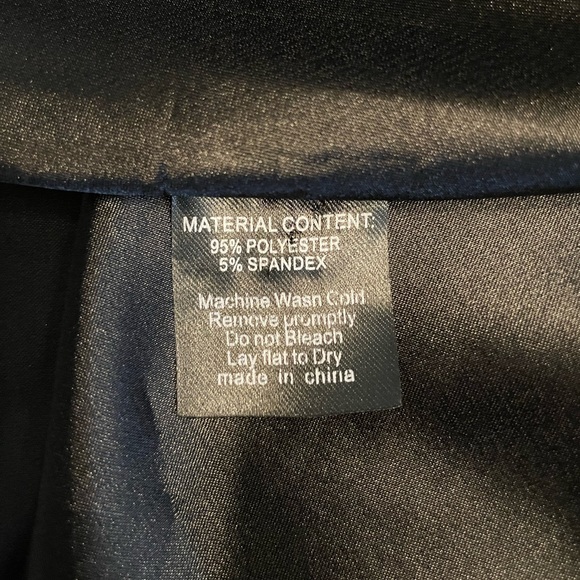 MATERIAL CONTENT:
95% POLYESTER
5% SPANDEX
Machine Wash Cold
Remove promptly
Do not Bleach
Lay flat to Dry
made in china